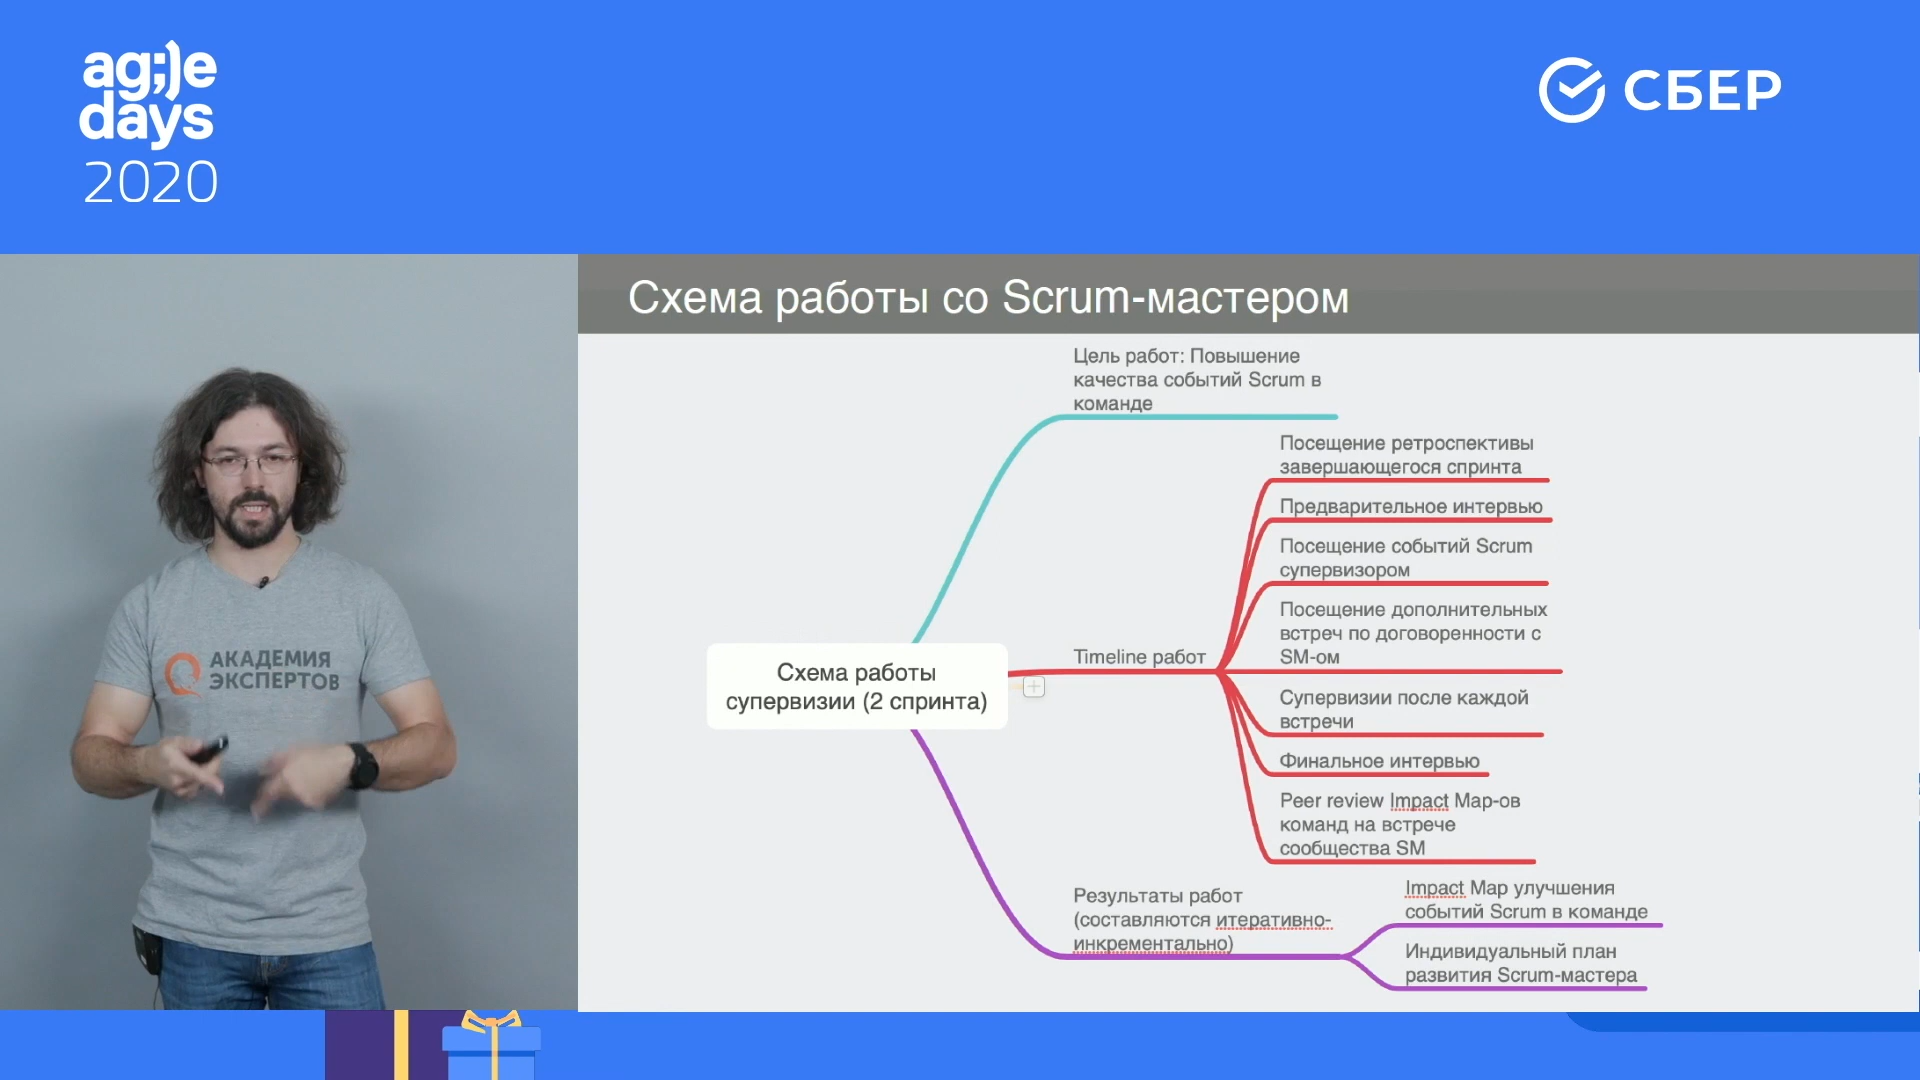 ag;)e
days
2020
СБЕР
Схема работы со Scrum-мастером
Цель работ: Повышение
качества событий Scrum в
команде
Посещение ретроспективы
завершающегося спринта
Предварительное интервью
Посещение событий Scrum
супервизором
Посещение дополнительных
встреч по договоренности с
SM-ом
Timeline работ
Схема работы
супервизии (2 спринта)
Супервизии после каждой
встречи
Финальное интервью
Peer review Impact Map-ов
команд на встрече
сообщества SM
Результаты работ
(составляются итеративно-
инкрементально)
Impact Map улучшения
событий Scrum в команде
Индивидуальный план
развития Scrum-мастера
АКАДЕМИЯ
ЭКСПЕРТОВ